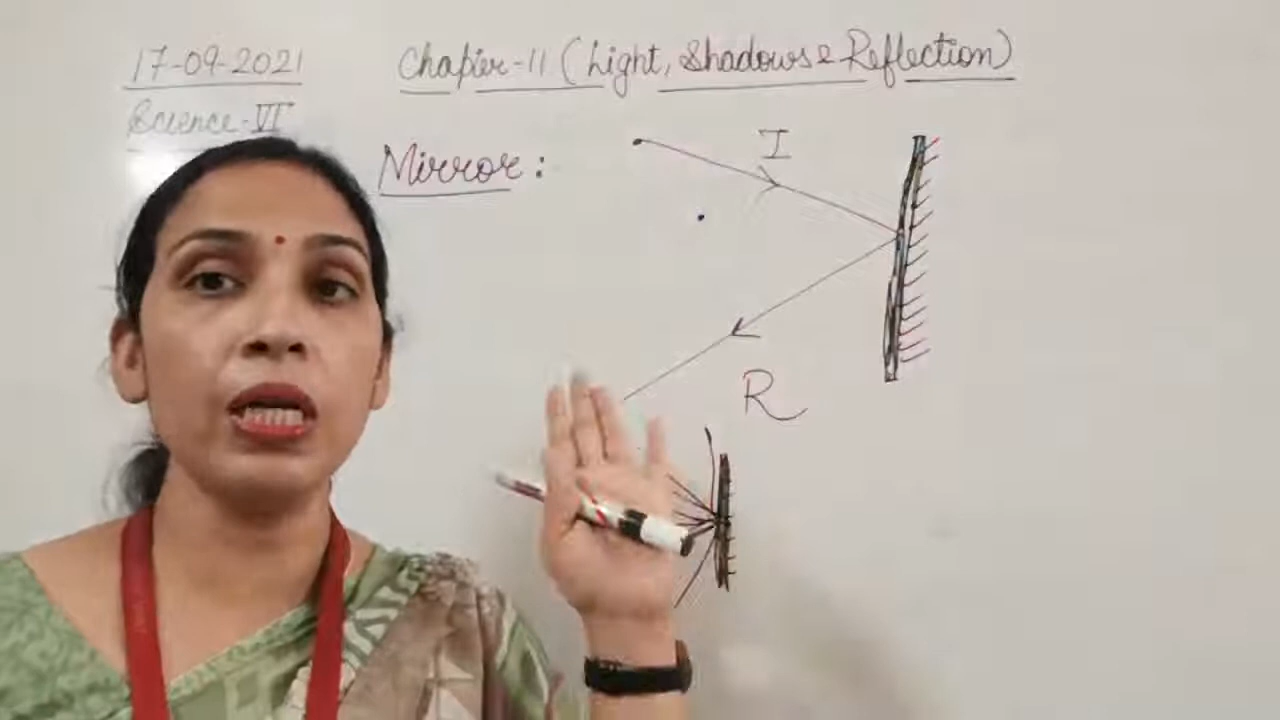 17-09-2021
Chapter-11 (Light, Shadows & Reflection)
Science-VI
Mirror:
I
R